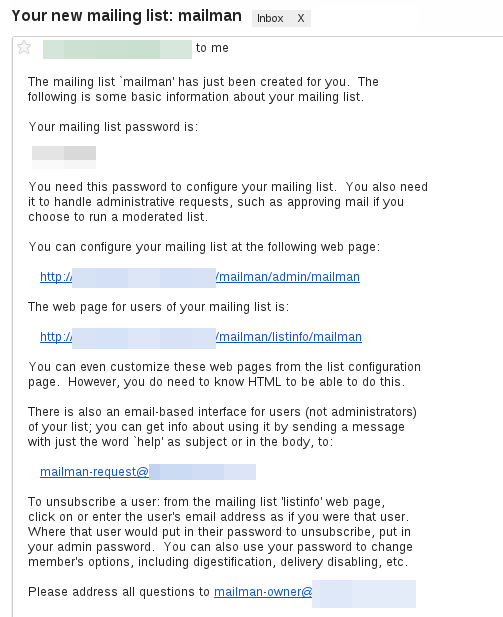 Your new mailing list: mailman Inbox X
to me
The mailing list `mailman' has just been created for you.  The
following is some basic information about your mailing list.
Your mailing list password is:
You need this password to configure your mailing list.  You also need
it to handle administrative requests, such as approving mail if you
choose to run a moderated list.
You can configure your mailing list at the following web page:
http:// /mailman/admin/mailman
The web page for users of your mailing list is:
http:// /mailman/listinfo/mailman
You can even customize these web pages from the list configuration
page.  However, you do need to know HTML to be able to do this.
There is also an email-based interface for users (not administrators)
of your list; you can get info about using it by sending a message
with just the word `help' as subject or in the body, to:
mailman-request@
To unsubscribe a user: from the mailing list 'listinfo' web page,
click on or enter the user's email address as if you were that user.
Where that user would put in their password to unsubscribe, put in
your admin password.  You can also use your password to change
member's options, including digestification, delivery disabling, etc.
Please address all questions to mailman-owner@